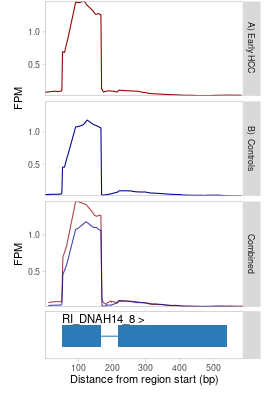 1.0
0.5
A) Early HCC
FPM
1.0
0.5
B) Controls
1.0
0.5
FPM
Combined
RI_DNAH14_8 >
100 200 300 400 500
Distance from region start (bp)